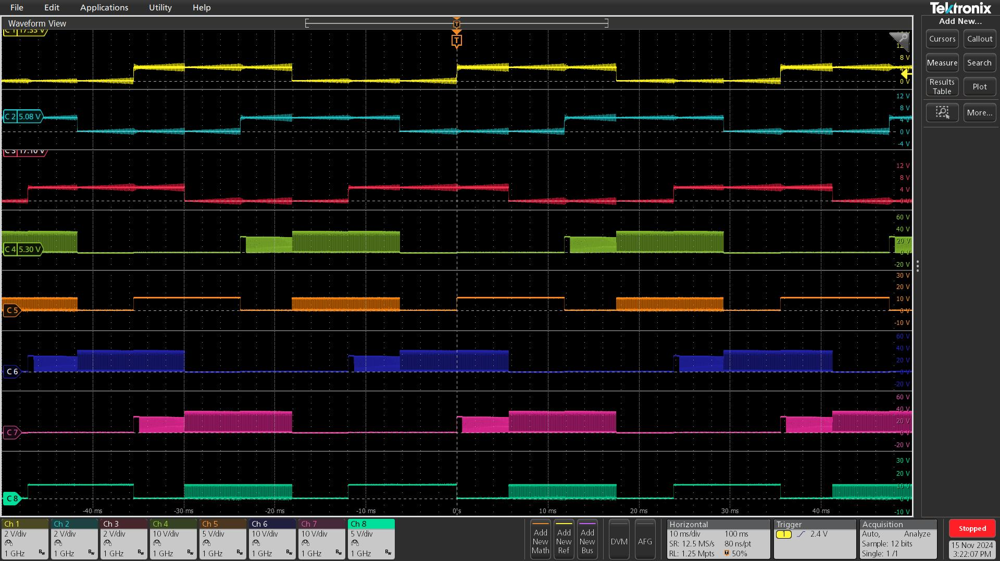 File Edit Applications Utility Help
Tektronix
Waveform View
Add New...
Cursors Callout
Measure Search
Results Table Plot
More...
T
T
C 1 17.33 V
8 V
0 V
C 2 5.08 V
12 V
8 V
4 V
0 V
-4 V
C 3 17.10 V
12 V
8 V
4 V
0 V
C 4 5.30 V
60 V
40 V
20 V
0 V
-20 V
C 5
30 V
20 V
10 V
0 V
-10 V
C 6
60 V
40 V
20 V
0 V
-20 V
C 7
60 V
40 V
20 V
0 V
-20 V
C 8
30 V
20 V
10 V
0 V
-10 V
-40 ms -30 ms -20 ms -10 ms 0 s 10 ms 20 ms 30 ms 40 ms
Ch 1
2 V/div
1 GHz Bw
Ch 2
2 V/div
1 GHz Bw
Ch 3
2 V/div
1 GHz Bw
Ch 4
10 V/div
1 GHz Bw
Ch 5
5 V/div
1 GHz Bw
Ch 6
10 V/div
1 GHz Bw
Ch 7
10 V/div
1 GHz Bw
Ch 8
5 V/div
1 GHz Bw
Add New Math
Add New Ref
Add New Bus
DVM
AFG
Horizontal
10 ms/div 100 ms
SR: 12.5 MS/s 80 ns/pt
RL: 1.25 Mpts T 50%
Trigger
1 2.4 V
Acquisition
Auto, Analyze
Sample: 12 bits
Single: 1 /1
Stopped
15 Nov 2024
3:22:07 PM